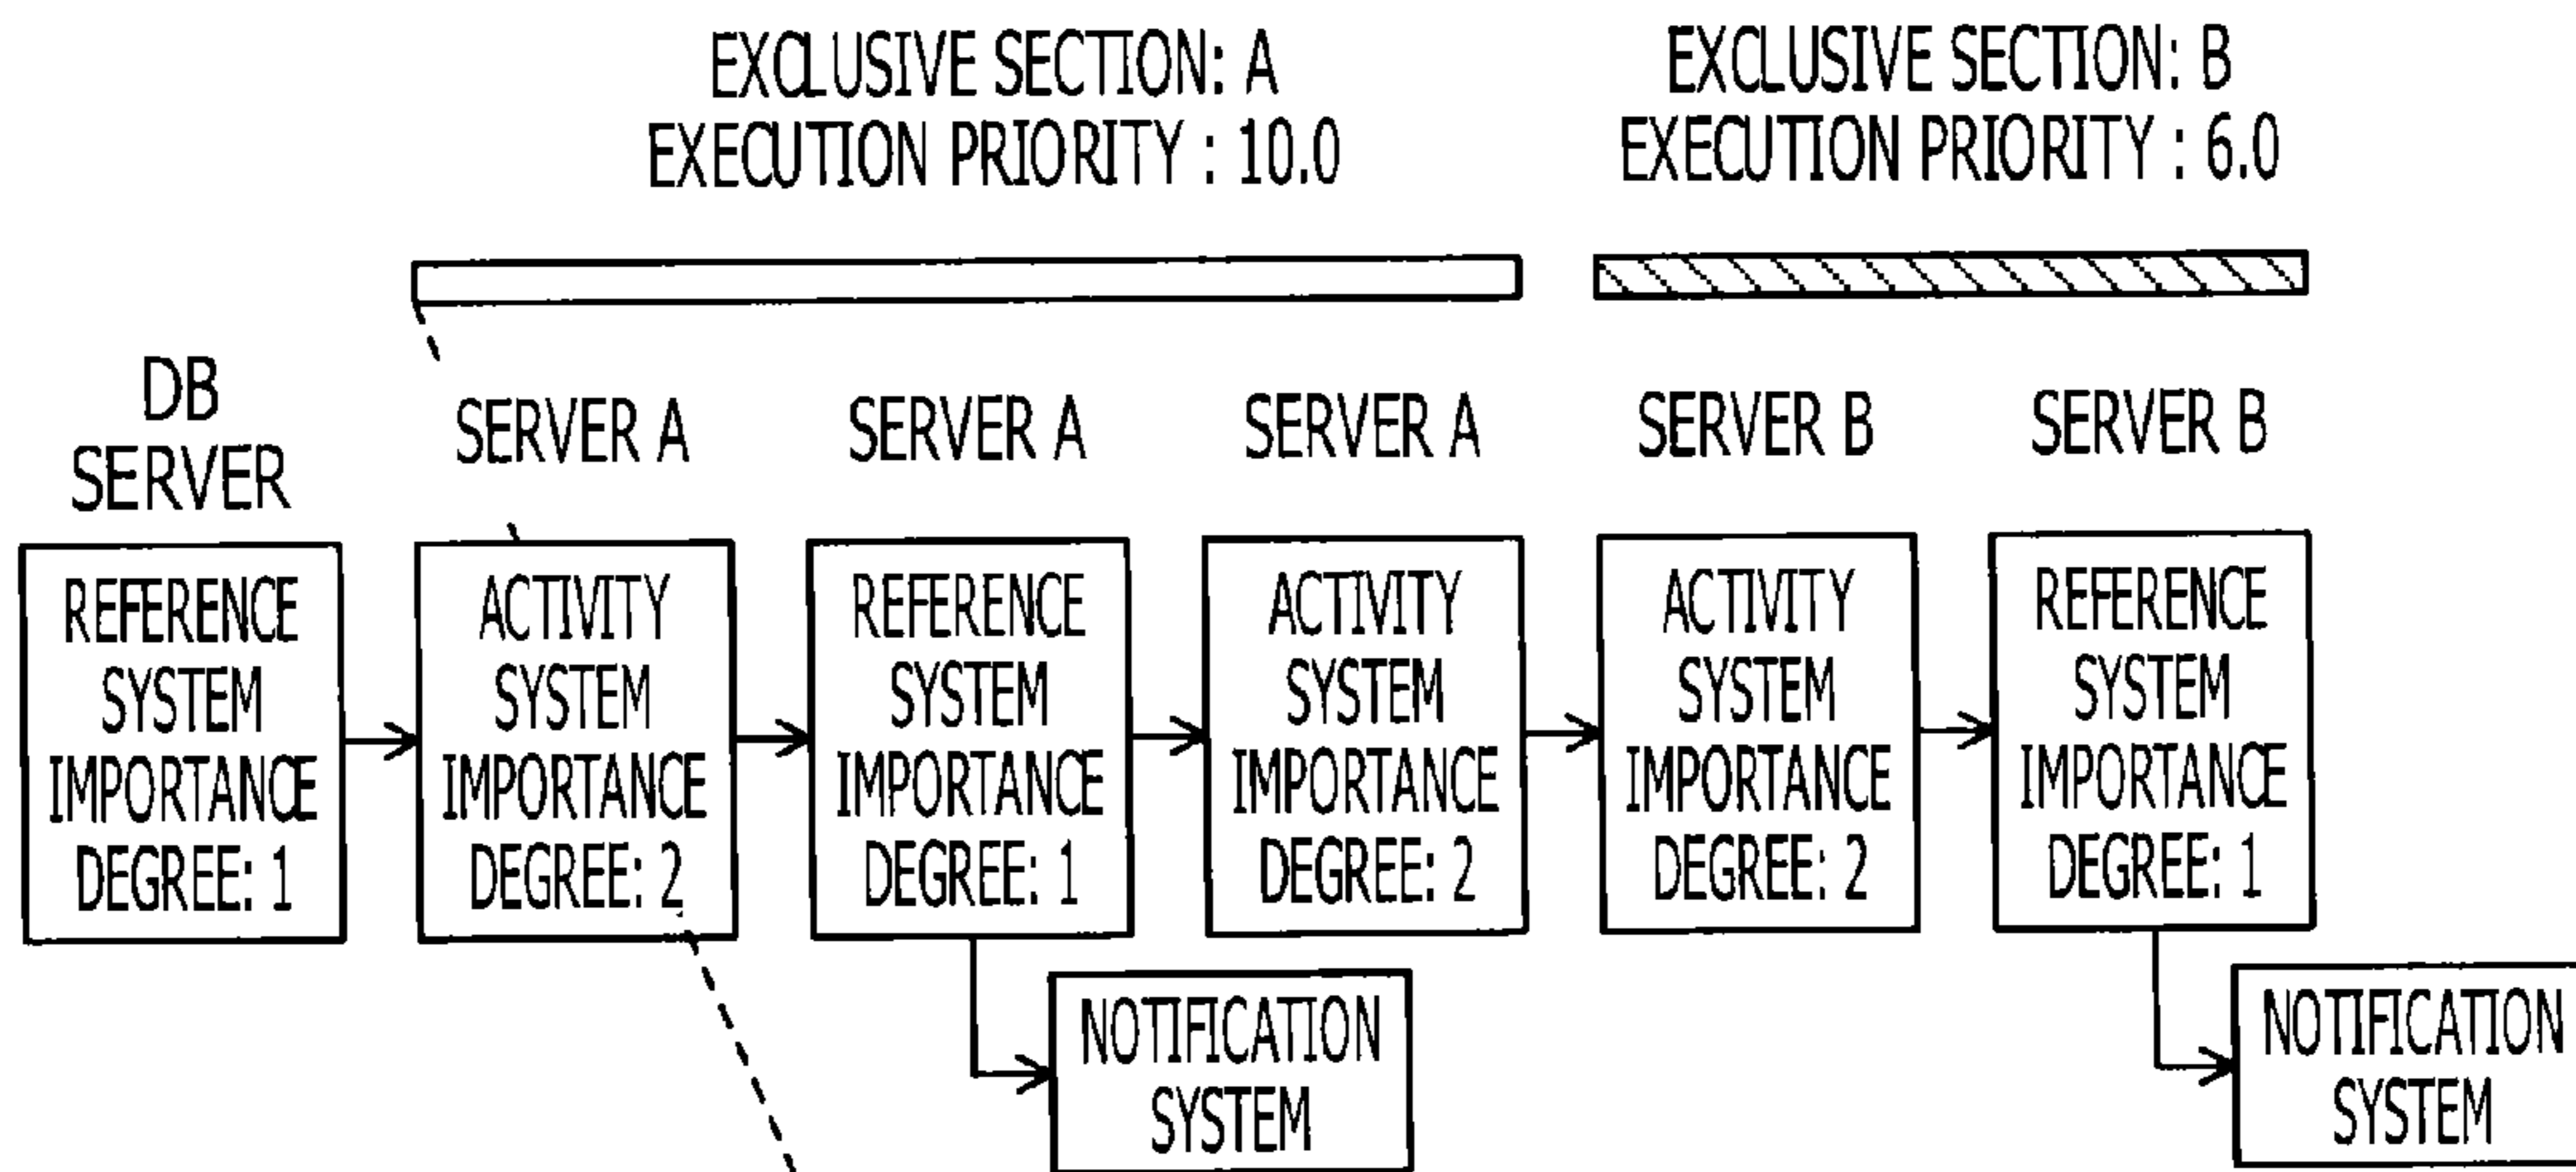 EXCLUSIVE SECTION: A
EXECUTION PRIORITY : 10.0
EXCLUSIVE SECTION: B
EXECUTION PRIORITY : 6.0
DB
SERVER
SERVER A
SERVER A
SERVER A
SERVER B
SERVER B
REFERENCE
SYSTEM
IMPORTANCE
DEGREE: 1
ACTIVITY
SYSTEM
IMPORTANCE
DEGREE: 2
REFERENCE
SYSTEM
IMPORTANCE
DEGREE: 1
ACTIVITY
SYSTEM
IMPORTANCE
DEGREE: 2
ACTIVITY
SYSTEM
IMPORTANCE
DEGREE: 2
REFERENCE
SYSTEM
IMPORTANCE
DEGREE: 1
NOTIFICATION
SYSTEM
NOTIFICATION
SYSTEM